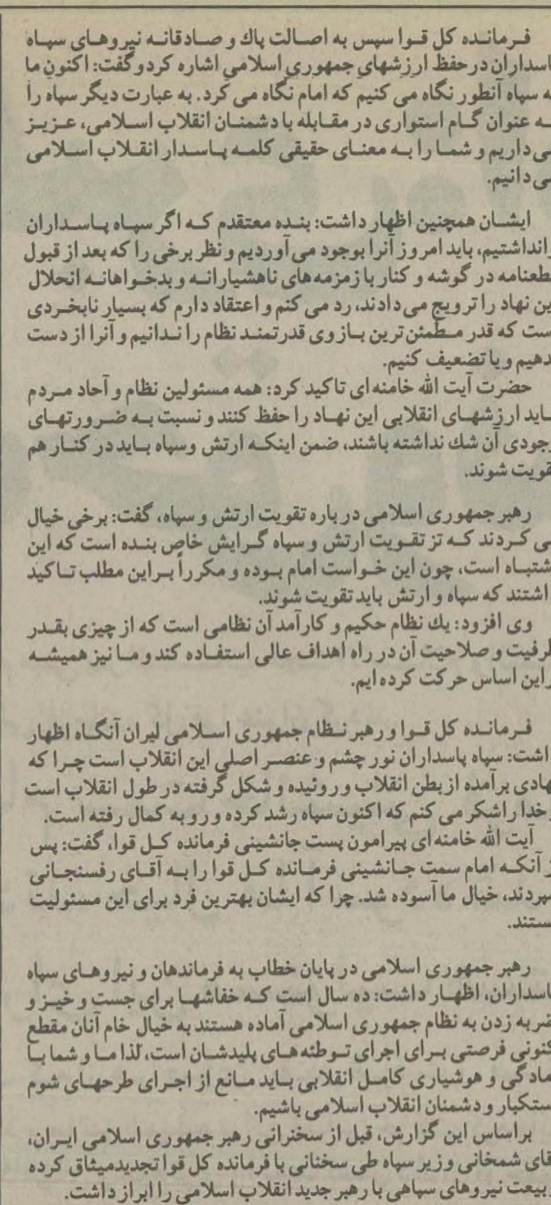 فرمانده کل قوا سپس به اصالت پاك و صادقانه نیروهای سپاه
پاسداران درحفظ ارزشهای جمهوری اسلامی اشاره کردوگفت: اکنون ما
به سپاه آنطور نگاه می کنیم که امام نگاه می کرد. به عبارت دیگر سپاه را
به عنوان گام استواری در مقابله با دشمنان انقلاب اسلامی، عزیز
می داریم و شما را به معنای حقیقی کلمه پاسدار انقلاب اسلامی
می دانیم.
ایشان همچنین اظهار داشت: بنده معتقدم که اگر سپاه پاسداران
رانداشتیم، باید امروز آنرا بوجود می آوردیم و نظر برخی را که بعد از قبول
قطعنامه در گوشه و کنار با زمزمه های ناهشیارانه و بدخواهانه انحلال
این نهاد را ترویج می دادند، رد می کنم و اعتقاد دارم که بسیار نابخردی
است که قدر مطمئن ترین بازوی قدرتمند نظام را ندانیم و آنرا از دست
بدهیم ویا تضعیف کنیم.
حضرت آیت الله خامنه ای تاکید کرد: همه مسئولین نظام و آحاد مردم
باید ارزشهای انقلابی این نهاد را حفظ کنند و نسبت به ضرورتهای
وجودی آن شك نداشته باشند، ضمن اینکه ارتش وسپاه باید در کنار هم
تقویت شوند.
رهبر جمهوری اسلامی در باره تقویت ارتش و سپاه، گفت: برخی خیال
می کردند که تز تقویت ارتش و سپاه گرایش خاص بنده است که این
اشتباه است، چون این خواست امام بوده و مکرراً براین مطلب تاکید
داشتند که سپاه و ارتش باید تقویت شوند.
وی افزود: یك نظام حکیم و کارآمد آن نظامی است که از چیزی بقدر
ظرفیت و صلاحیت آن در راه اهداف عالی استفاده کند و ما نیز همیشه
براین اساس حرکت کرده ایم.
فرمانده کل قوا و رهبر نظام جمهوری اسلامی لیران آنگاه اظهار
داشت: سپاه پاسداران نور چشم و عنصر اصلی این انقلاب است چرا که
نهادی برآمده از بطن انقلاب و روئیده و شکل گرفته در طول انقلاب است
وخدا راشکر می کنم که اکنون سپاه رشد کرده و رو به کمال رفته است.
آیت الله خامنه ای پیرامون پست جانشینی فرمانده کل قوا، گفت: پس
از آنکه امام سمت جانشینی فرمانده کل قوا را به آقای رفسنجانی
سپردند، خیال ما آسوده شد. چرا که ایشان بهترین فرد برای این مسئولیت
هستند.
رهبر جمهوری اسلامی در پایان خطاب به فرماندهان و نیروهای سپاه
پاسداران، اظهار داشت: ده سال است که خفاشها برای جست و خیز و
ضربه زدن به نظام جمهوری اسلامی آماده هستند به خیال خام آنان مقطع
کنونی فرصتی برای اجرای توطئه های پلیدشان است، لذا ما و شما با
آمادگی و هوشیاری کامل انقلابی باید مانع از اجرای طرحهای شوم
استکبار و دشمنان انقلاب اسلامی باشیم.
براساس این گزارش، قبل از سخنرانی رهبر جمهوری اسلامی ایران،
آقای شمخانی وزیر سپاه طی سخنانی با فرمانده کل قوا تجدیدمیثاق کرده
وبیعت نیروهای سپاهی با رهبر جدید انقلاب اسلامی را ابراز داشت.